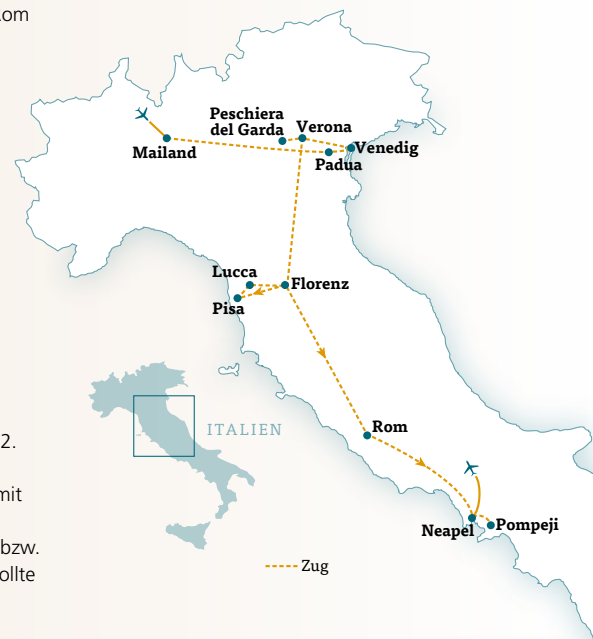 om
Peschiera
del Garda
Verona
Mailand
Venedig
Padua
Lucca
Florenz
Pisa
ITALIEN
2.
Rom
mit
Neapel
Pompeji
bzw.
Zug
ollte